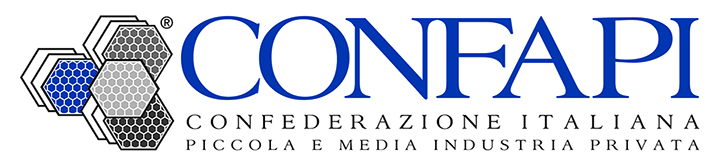 ® CONFAPI
CONFEDERAZIONE ITALIANA
PICCOLA E MEDIA INDUSTRIA PRIVATA